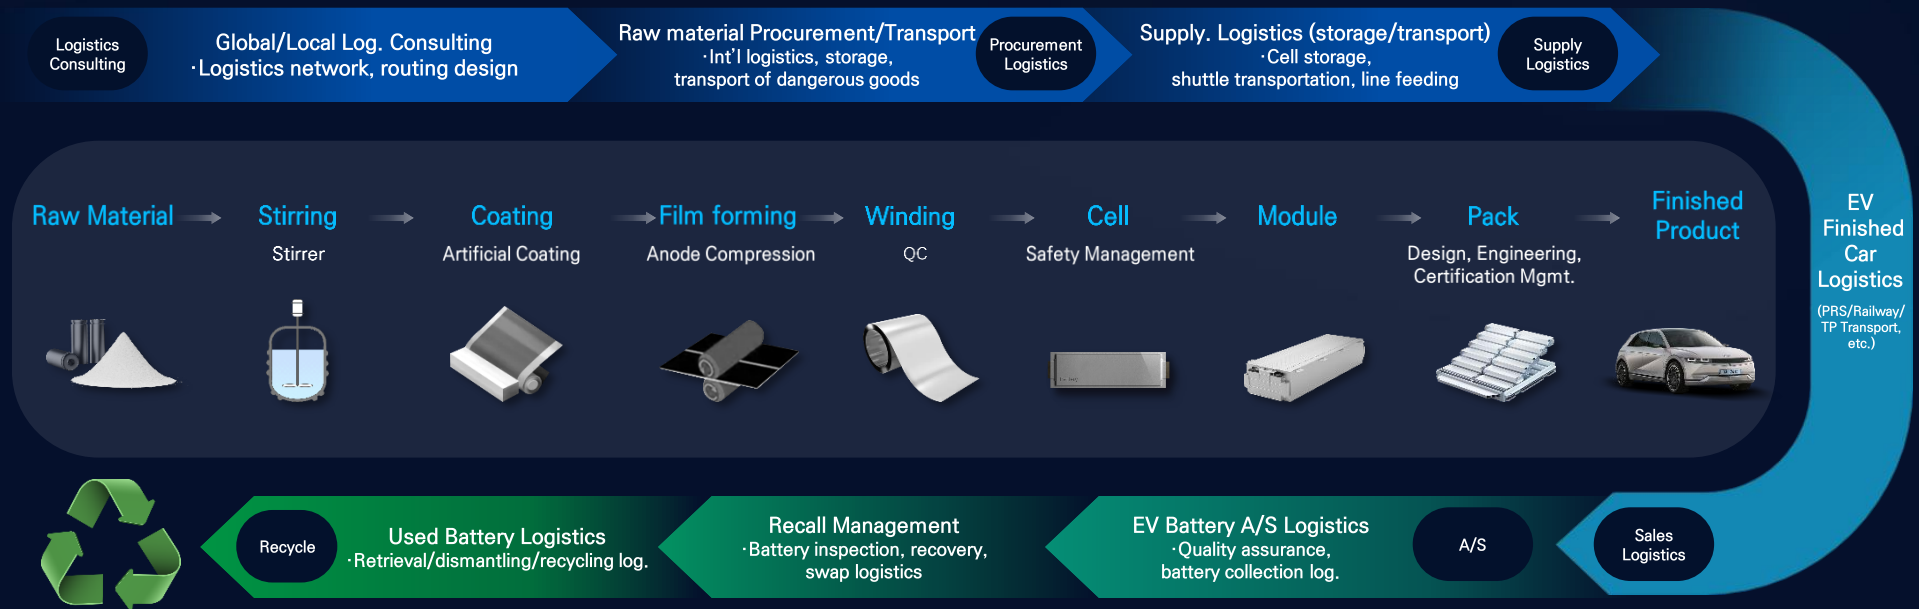 Logistics
Consulting
Global/Local Log. Consulting
·Logistics network, routing design
Raw material Procurement/Transport
·Int'l logistics, storage,
transport of dangerous goods
Procurement
Logistics
Supply. Logistics (storage/transport)
·Cell storage,
shuttle transportation, line feeding
Supply
Logistics
Raw Material
Stirring
Stirrer
Coating
Artificial Coating
Film forming
Anode Compression
Winding
QC
Cell
Safety Management
Module
Pack
Design, Engineering,
Certification Mgmt.
Finished
Product
EV
Finished
Car
Logistics
(PRS/Railway/
TP Transport,
etc.)
Sales
Logistics
A/S
EV Battery A/S Logistics
·Quality assurance,
battery collection log.
Recall Management
·Battery inspection, recovery,
swap logistics
Used Battery Logistics
·Retrieval/dismantling/recycling log.
Recycle